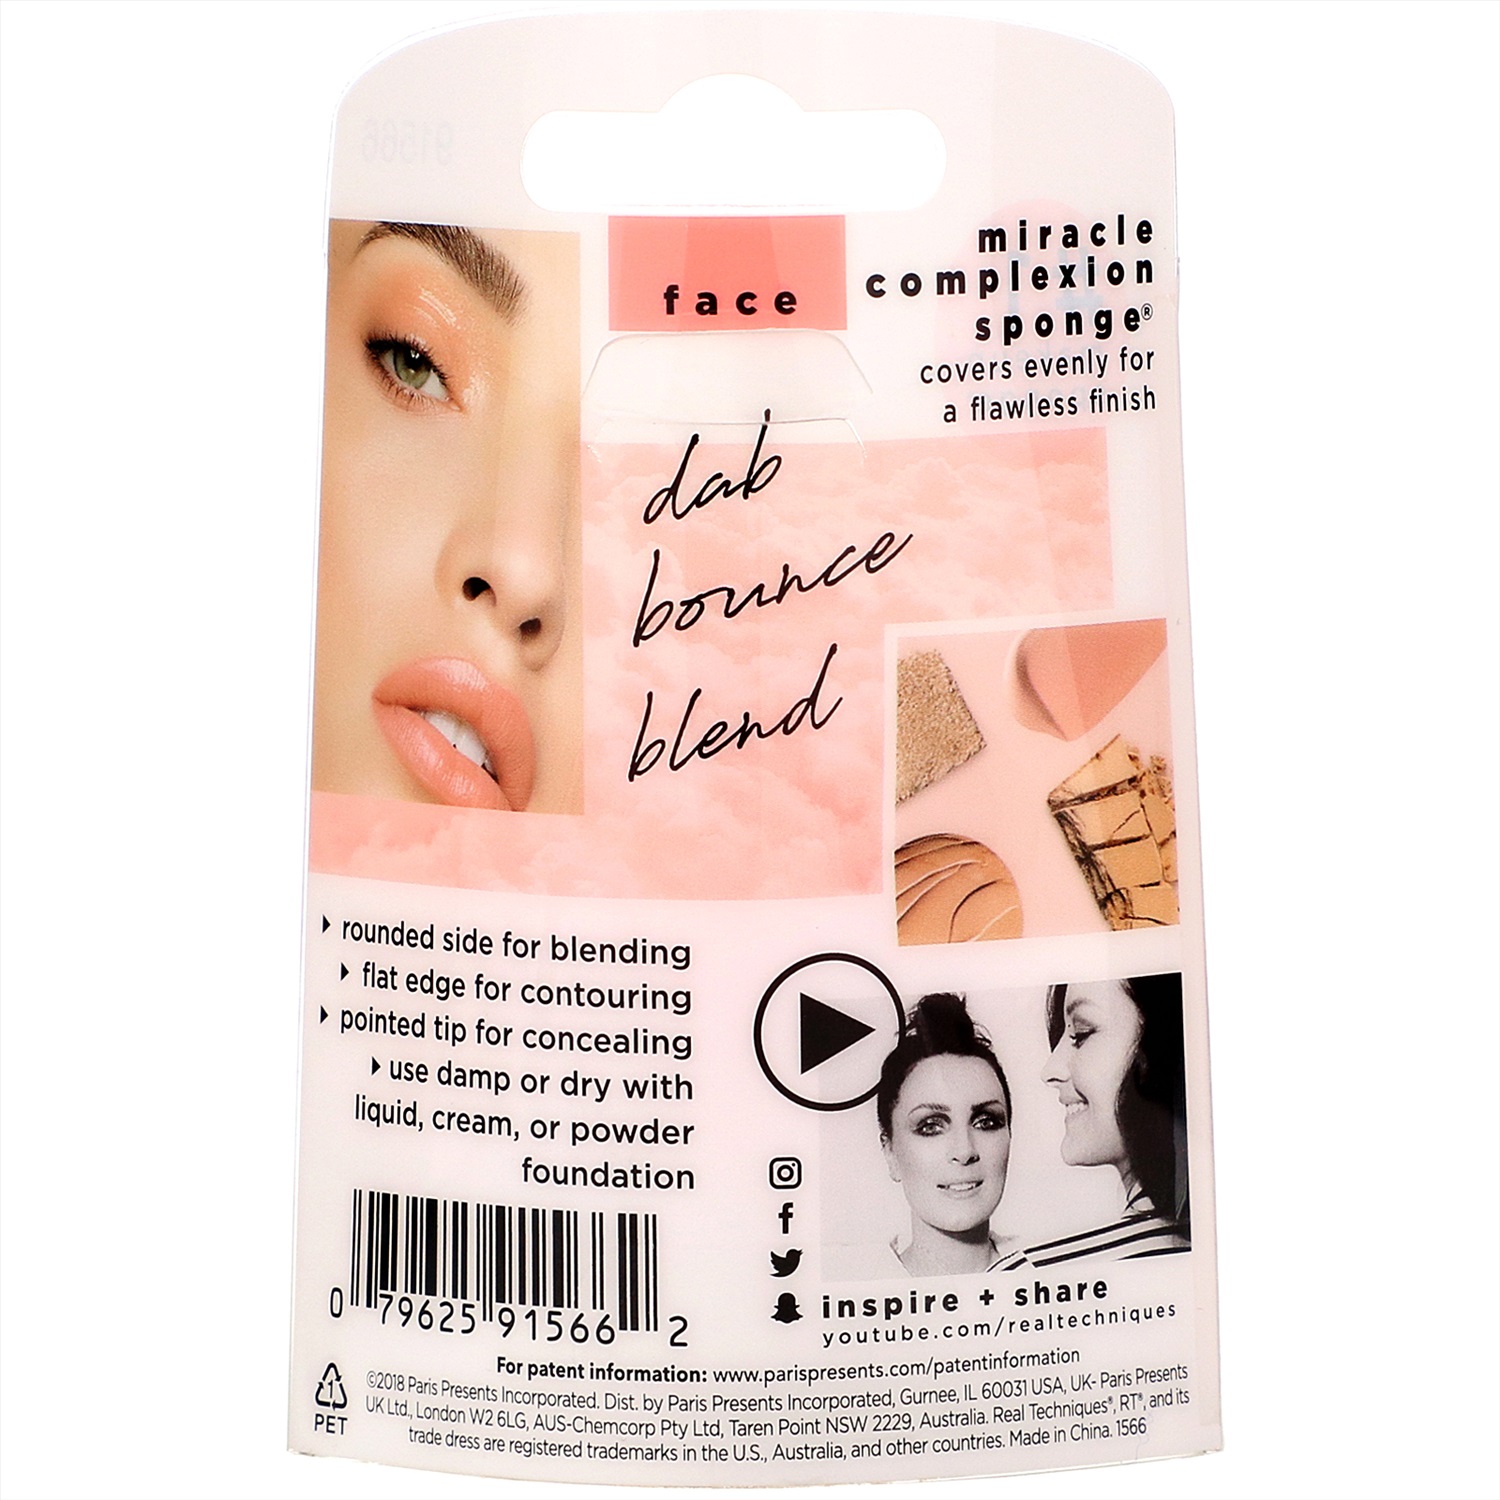 face
miracle
complexion
sponge®
covers evenly for
a flawless finish
dab
bounce
blend
rounded side for blending
flat edge for contouring
pointed tip for concealing
use damp or dry with
liquid, cream, or powder
foundation
0 79625 91566 2
inspire + share
youtube.com/realtechniques
For patent information: www.parispresents.com/patentinformation
1
PET
©2018 Paris Presents Incorporated. Dist. by Paris Presents Incorporated, Gurnee, IL 60031 USA, UK- Paris Presents
UK Ltd., London W2 6LG, AUS-Chemcorp Pty Ltd, Taren Point NSW 2229, Australia. Real Techniques®, RT®, and its
trade dress are registered trademarks in the U.S., Australia, and other countries. Made in China. 1566